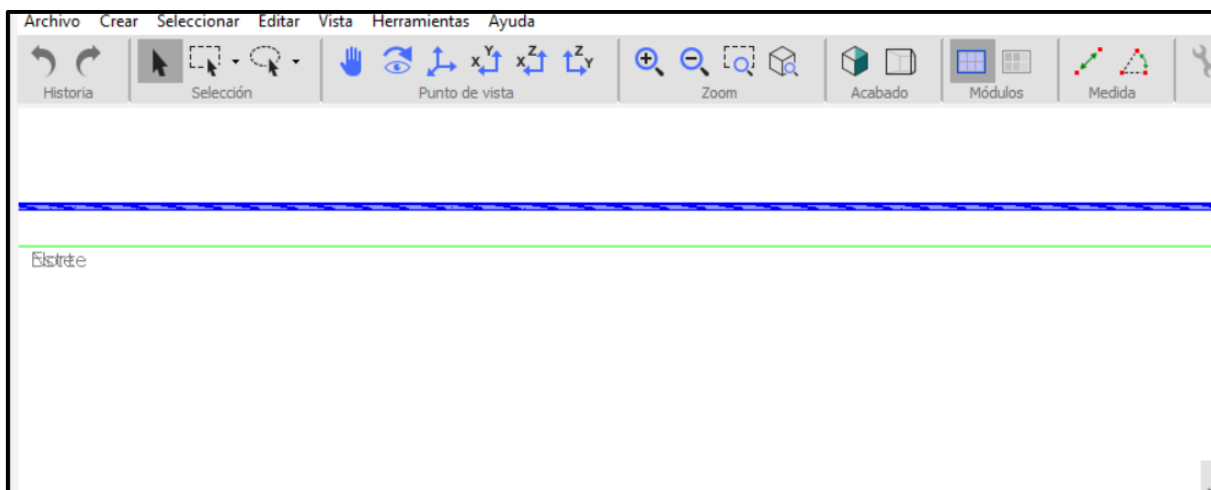 Archivo Crear Seleccionar Editar Vista Herramientas Ayuda
Y Z Z
X X Y
Historia Selección Punto de vista Zoom Acabado Módulos Medida